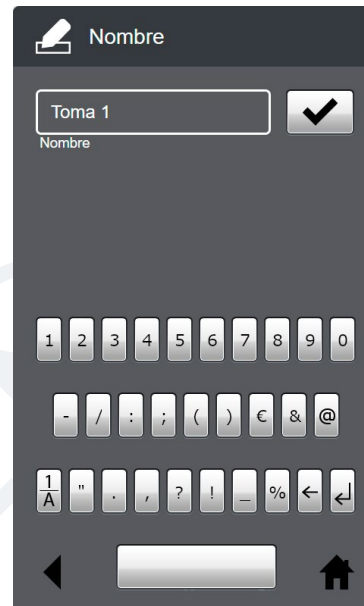 Nombre
Toma 1
Nombre
1 2 3 4 5 6 7 8 9 0
- / : ; ( ) € & @
1/A " . , ? ! _ %